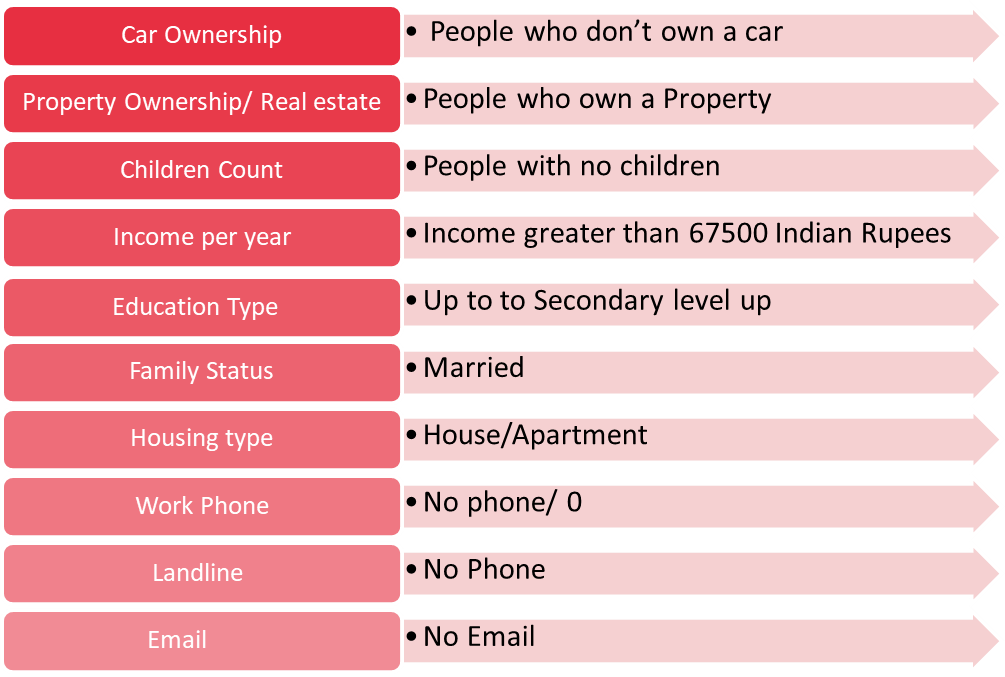 Car Ownership
• People who don’t own a car
Property Ownership/ Real estate
• People who own a Property
Children Count
• People with no children
Income per year
• Income greater than 67500 Indian Rupees
Education Type
• Up to to Secondary level up
Family Status
• Married
Housing type
• House/Apartment
Work Phone
• No phone/ 0
Landline
• No Phone
Email
• No Email